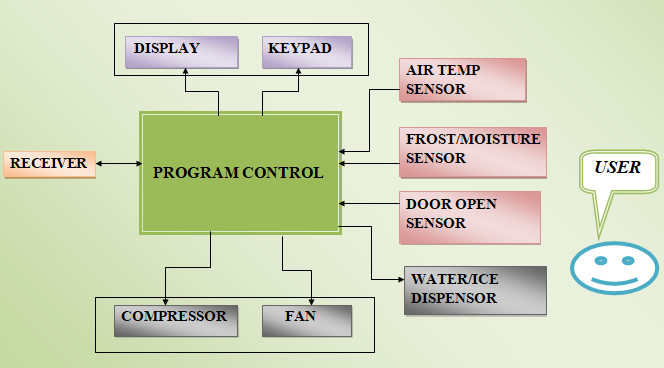 DISPLAY
KEYPAD
AIR TEMP
SENSOR
FROST/MOISTURE
SENSOR
RECEIVER
PROGRAM CONTROL
USER
DOOR OPEN
SENSOR
WATER/ICE
DISPENSOR
COMPRESSOR
FAN